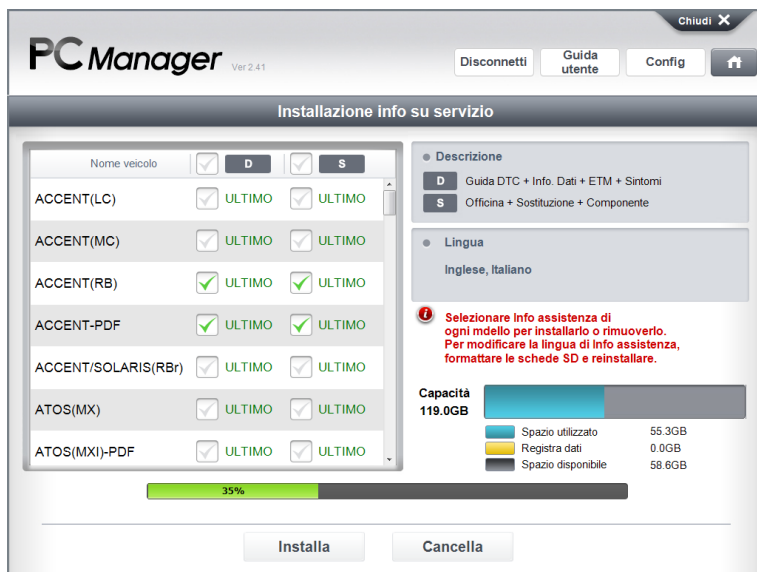 Chiudi X
PC Manager Ver 2.41
Disconnetti
Guida
utente
Config
Installazione info su servizio
Nome veicolo D S
ACCENT(LC) ULTIMO ULTIMO
ACCENT(MC) ULTIMO ULTIMO
ACCENT(RB) ULTIMO ULTIMO
ACCENT-PDF ULTIMO ULTIMO
ACCENT/SOLARIS(RBr) ULTIMO ULTIMO
ATOS(MX) ULTIMO ULTIMO
ATOS(MXI)-PDF ULTIMO ULTIMO
Descrizione
D Guida DTC + Info. Dati + ETM + Sintomi
S Officina + Sostituzione + Componente
Lingua
Inglese, Italiano
Selezionare Info assistenza di
ogni mdello per installarlo o rimuoverlo.
Per modificare la lingua di Info assistenza,
formattare le schede SD e reinstallare.
Capacità
119.0GB
Spazio utilizzato 55.3GB
Registra dati 0.0GB
Spazio disponibile 58.6GB
35%
Installa
Cancella